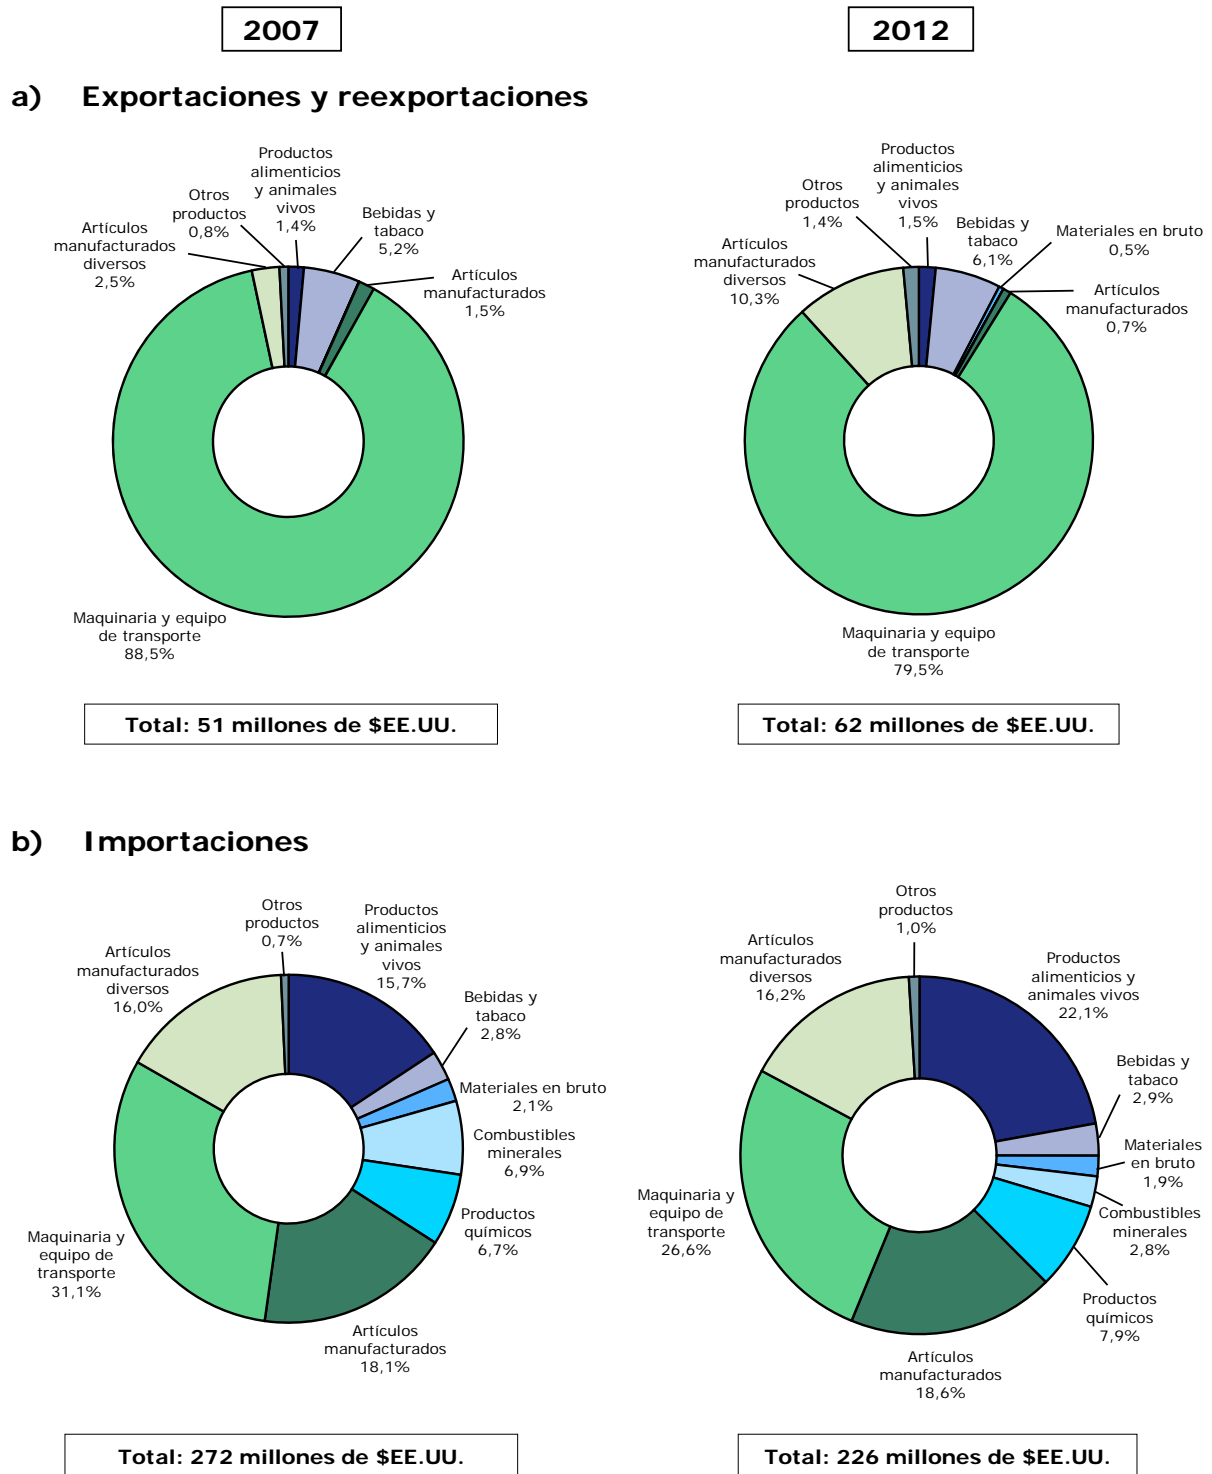 2007
2012
a) Exportaciones y reexportaciones
Productos
alimenticios
y animales
vivos
1,4%
Otros
productos
0,8%
Bebidas y
tabaco
5,2%
Artículos
manufacturados
diversos
2,5%
Artículos
manufacturados
1,5%
Maquinaria y equipo
de transporte
88,5%
Total: 51 millones de $EE.UU.
Productos
alimenticios
y animales
vivos
1,5%
Otros
productos
1,4%
Bebidas y
tabaco
6,1%
Materiales en bruto
0,5%
Artículos
manufacturados
diversos
10,3%
Artículos
manufacturados
0,7%
Maquinaria y equipo
de transporte
79,5%
Total: 62 millones de $EE.UU.
b) Importaciones
Otros
productos
0,7%
Productos
alimenticios
y animales
vivos
15,7%
Artículos
manufacturados
diversos
16,0%
Bebidas y
tabaco
2,8%
Materiales en bruto
2,1%
Combustibles
minerales
6,9%
Productos
químicos
6,7%
Maquinaria y
equipo de
transporte
31,1%
Artículos
manufacturados
18,1%
Total: 272 millones de $EE.UU.
Otros
productos
1,0%
Artículos
manufacturados
diversos
16,2%
Productos
alimenticios y
animales vivos
22,1%
Bebidas y
tabaco
2,9%
Materiales
en bruto
1,9%
Combustibles
minerales
2,8%
Maquinaria y
equipo de
transporte
26,6%
Productos
químicos
7,9%
Artículos
manufacturados
18,6%
Total: 226 millones de $EE.UU.